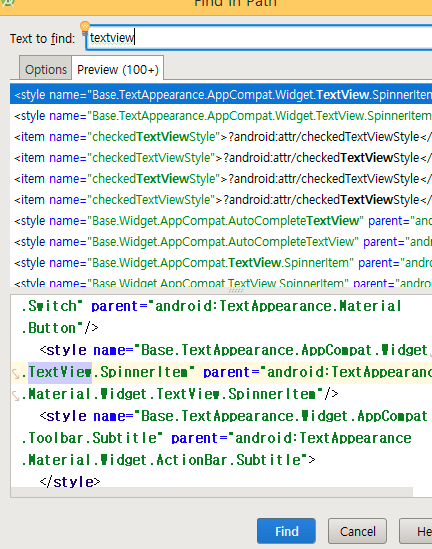 Find in Path
Text to find:
textview
Options
Preview (100+)
<style name="Base.TextAppearance.AppCompat.Widget.TextView.SpinnerItem
<style name="Base.TextAppearance.AppCompat.Widget.TextView.SpinnerItem
<item name="checkedTextViewStyle">?android:attr/checkedTextViewStyle</
<item name="checkedTextViewStyle">?android:attr/checkedTextViewStyle</
<item name="checkedTextViewStyle">?android:attr/checkedTextViewStyle</
<item name="checkedTextViewStyle">?android:attr/checkedTextViewStyle</
<style name="Base.Widget.AppCompat.AutoCompleteTextView" parent="andro
<style name="Base.Widget.AppCompat.AutoCompleteTextView" parent="andro
<style name="Base.Widget.AppCompat.TextView.SpinnerItem" parent="andro
<style name="Base.Widget.AppCompat.TextView.SpinnerItem" parent="andro
.Switch" parent="android:TextAppearance.Material
.Button"/>
<style name="Base.TextAppearance.AppCompat.Widget
.TextView.SpinnerItem" parent="android:TextAppearanc
.Material.Widget.TextView.SpinnerItem"/>
<style name="Base.TextAppearance.Widget.AppCompat
.Toolbar.Subtitle" parent="android:TextAppearance
.Material.Widget.ActionBar.Subtitle">
</style>
Find
Cancel
He